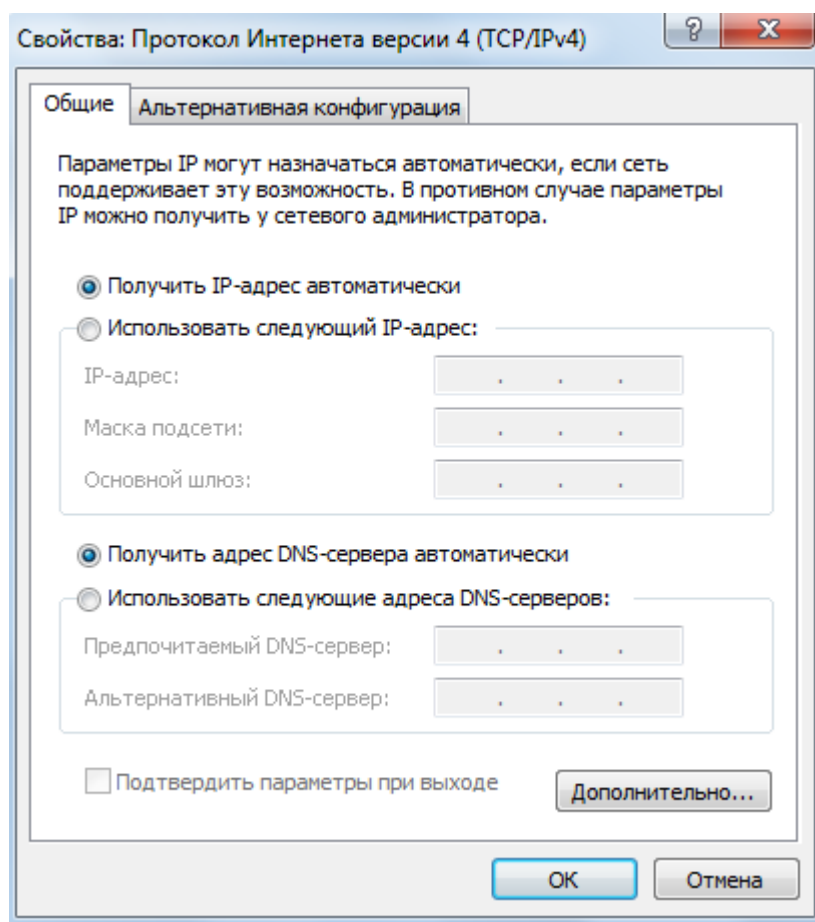 Свойства: Протокол Интернета версии 4 (TCP/IPv4)
Общие
Альтернативная конфигурация
Параметры IP могут назначаться автоматически, если сеть
поддерживает эту возможность. В противном случае параметры
IP можно получить у сетевого администратора.
Получить IP-адрес автоматически
Использовать следующий IP-адрес:
IP-адрес:
Маска подсети:
Основной шлюз:
Получить адрес DNS-сервера автоматически
Использовать следующие адреса DNS-серверов:
Предпочитаемый DNS-сервер:
Альтернативный DNS-сервер:
Подтвердить параметры при выходе
Дополнительно...
ОК
Отмена